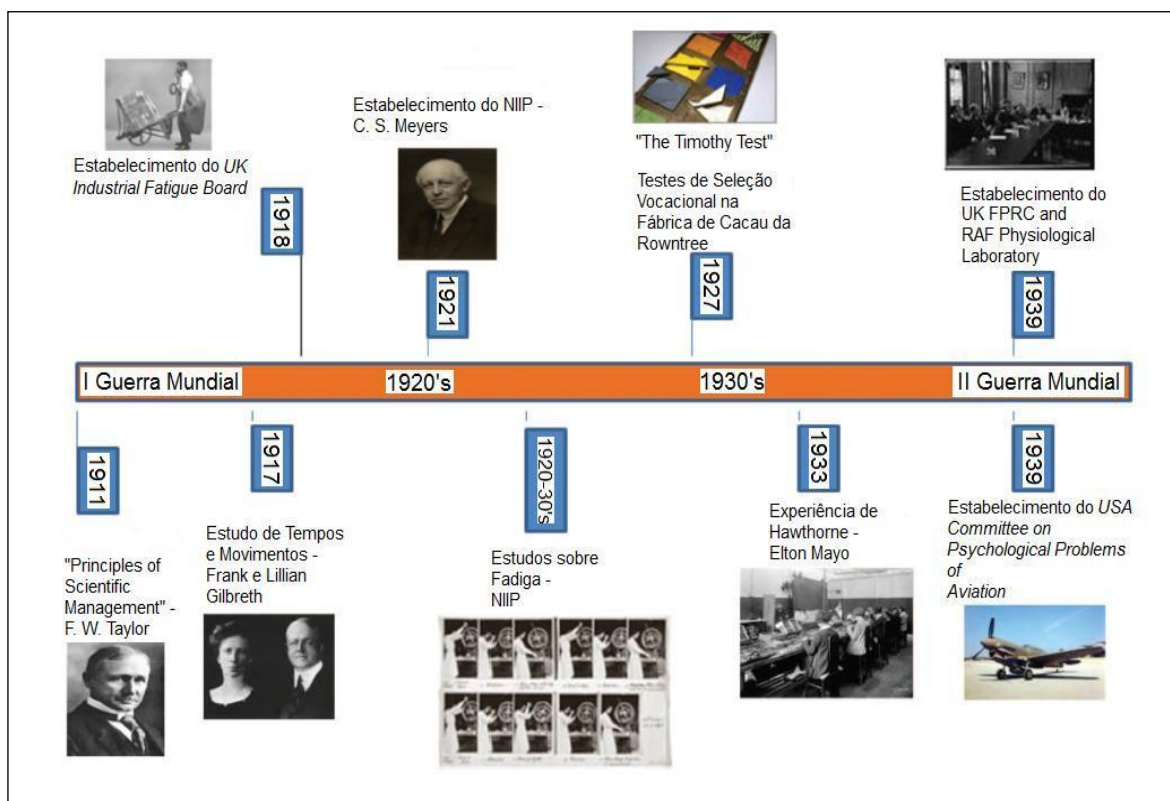 Estabelecimento do UK
Industrial Fatigue Board
1918
Estabelecimento do NIIP -
C. S. Meyers
1921
"The Timothy Test"
Testes de Seleção
Vocacional na
Fábrica de Cacau da
Rowntree
1927
Estabelecimento do
UK FPRC and
RAF Physiological
Laboratory
1939
I Guerra Mundial
1920's
1930's
II Guerra Mundial
1911
"Principles of
Scientific
Management" -
F. W. Taylor
1917
Estudo de Tempos
e Movimentos -
Frank e Lillian
Gilbreth
1920-30's
Estudos sobre
Fadiga -
NIIP
1933
Experiência de
Hawthorne -
Elton Mayo
1939
Estabelecimento do USA
Committee on
Psychological Problems
of
Aviation